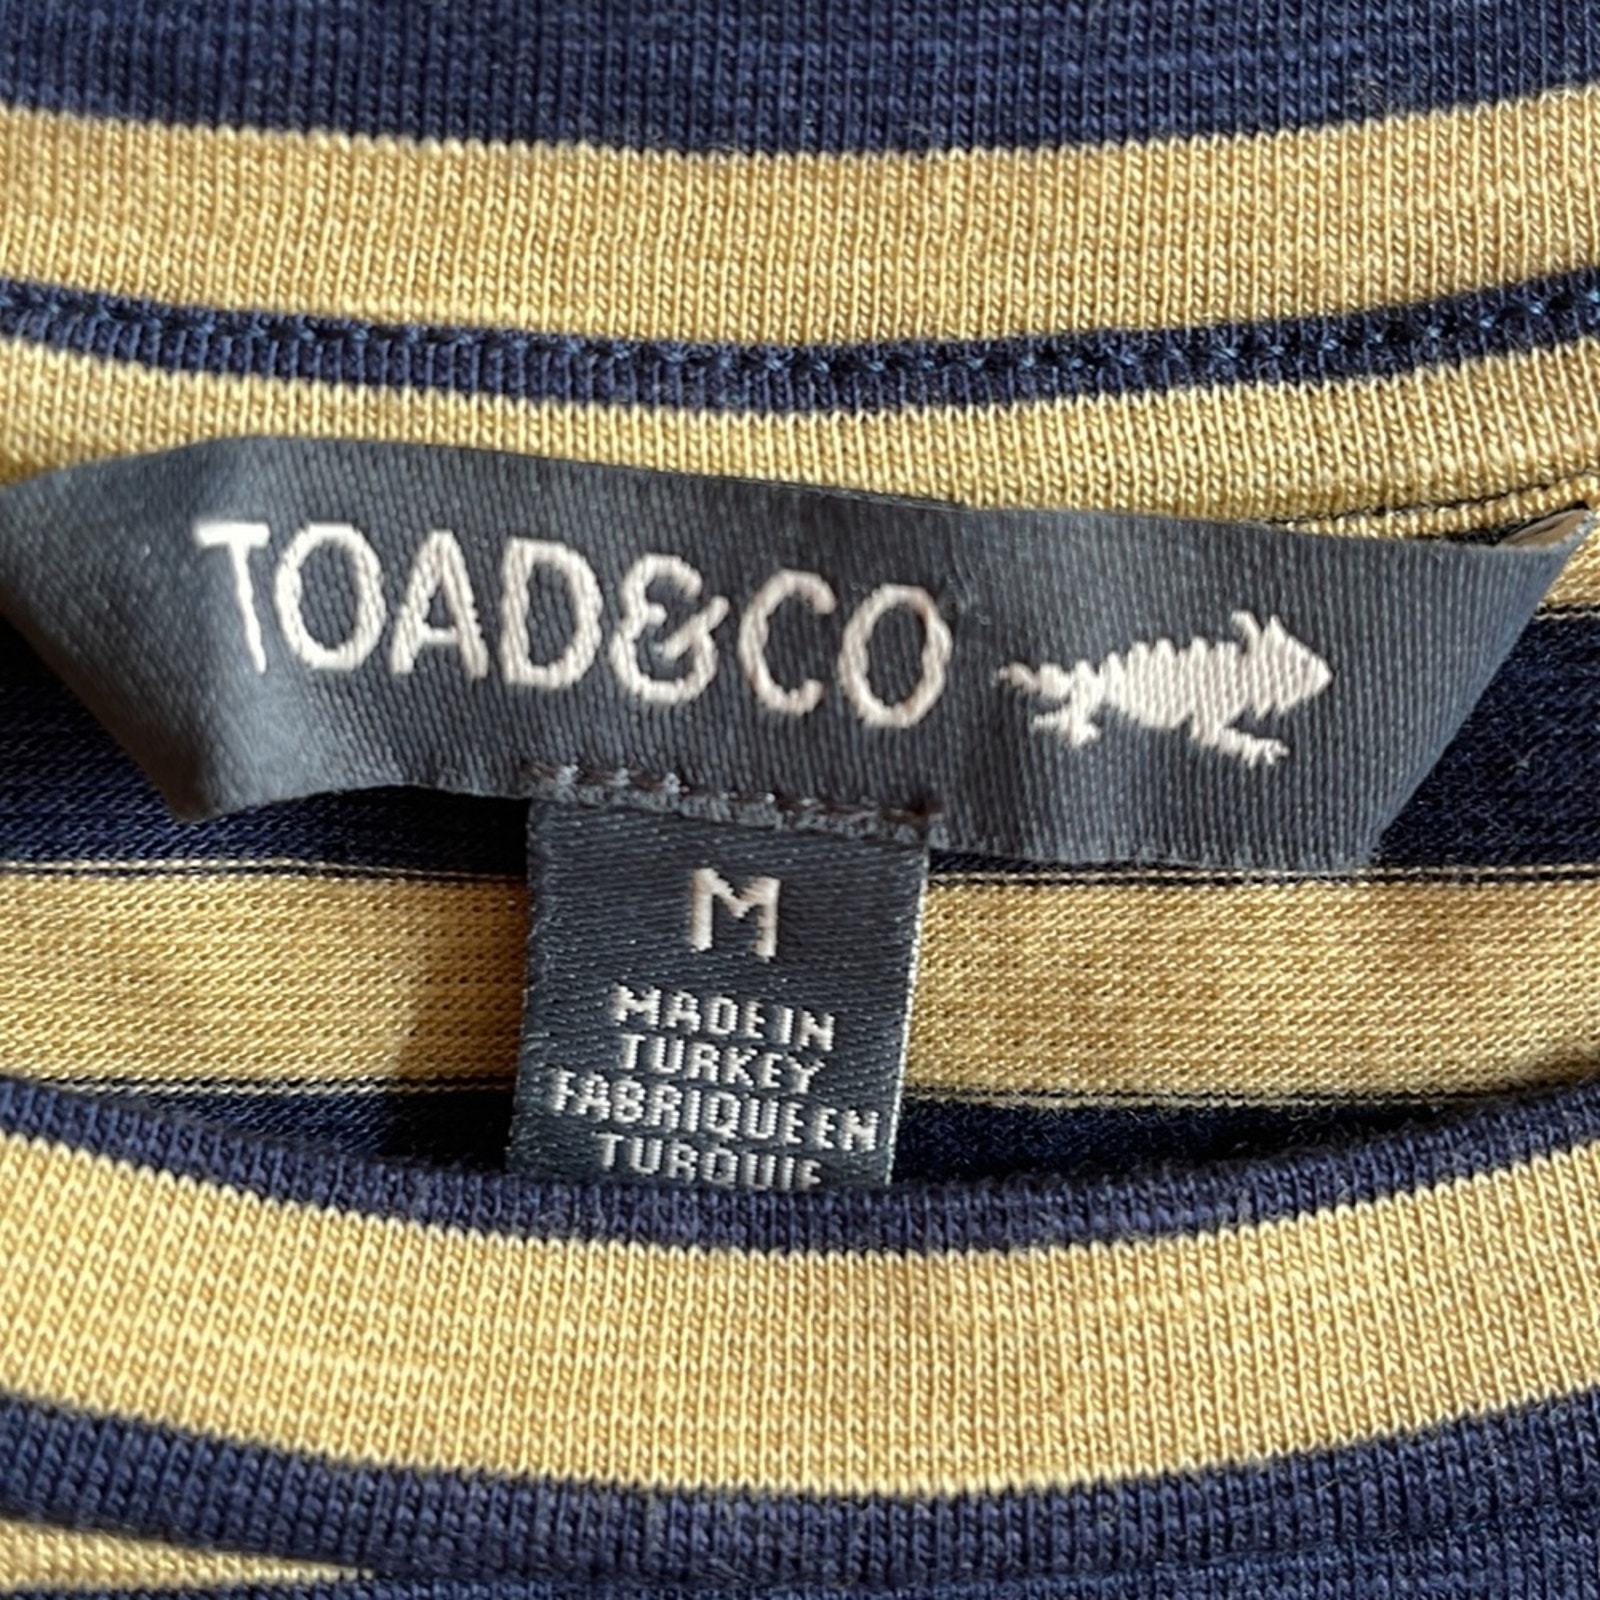 TOAD&CO
M
MADE IN
TURKEY
FABRIQUE EN
TURQUIE